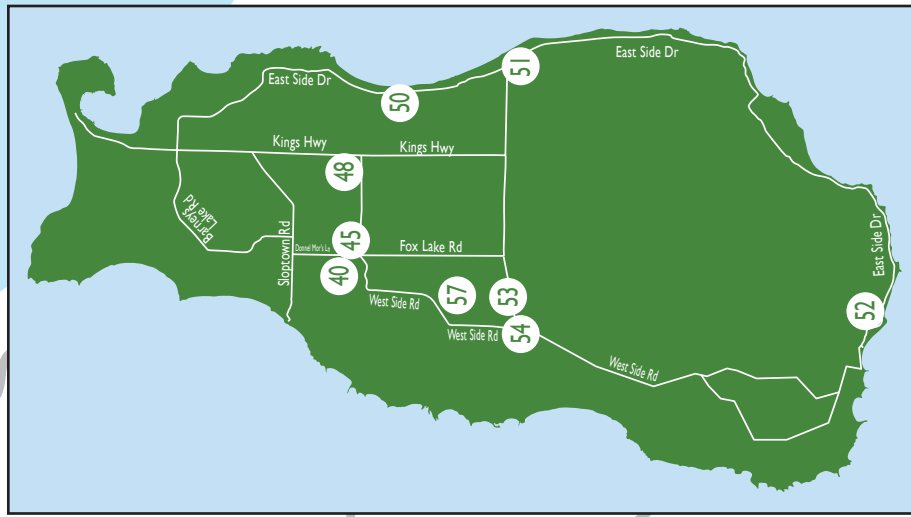 East Side Dr
East Side Dr
51
50
Kings Hwy
Kings Hwy
48
Barneys
Lake Rd
Sloptown Rd
Donnel Mor's Ln
45
Fox Lake Rd
East Side Dr
40
57
53
52
West Side Rd
54
West Side Rd
West Side Rd